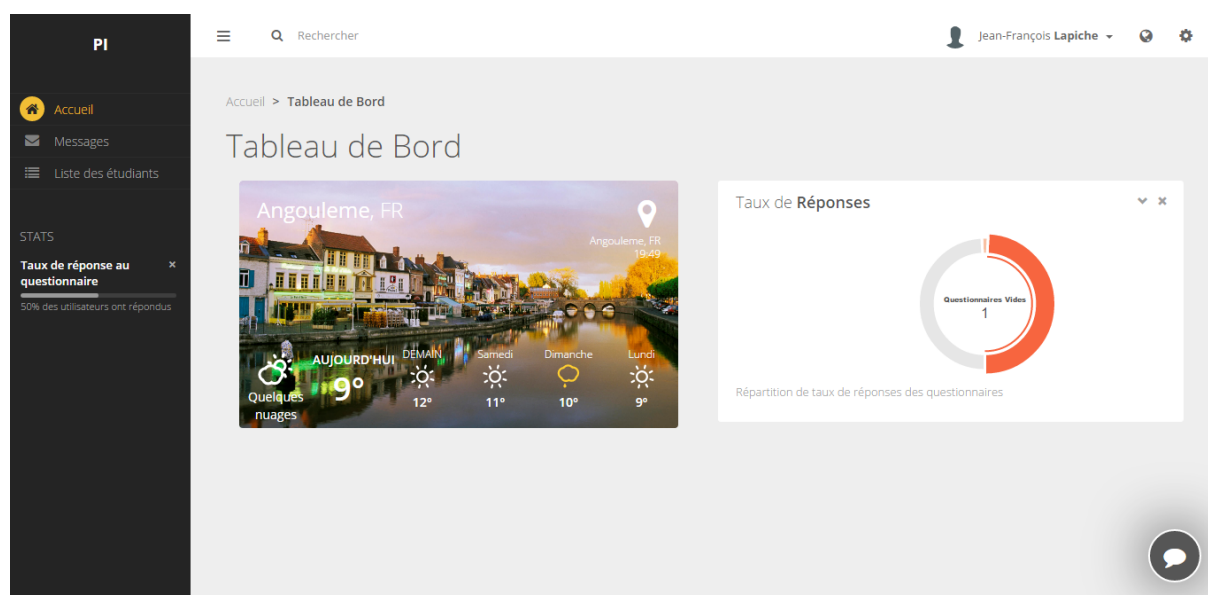 PI
Rechercher
Jean-François Lapiche
Accueil
Messages
Liste des étudiants
STATS
Taux de réponse au
questionnaire
50% des utilisateurs ont répondus
Accueil > Tableau de Bord
Tableau de Bord
Angouleme, FR
Angouleme, FR
19:49
Quelques
nuages
AUJOURD'HUI
9°
DEMAIN
12°
Samedi
11°
Dimanche
10°
Lundi
9°
Taux de Réponses
Questionnaires Vides
1
Répartition de taux de réponses des questionnaires